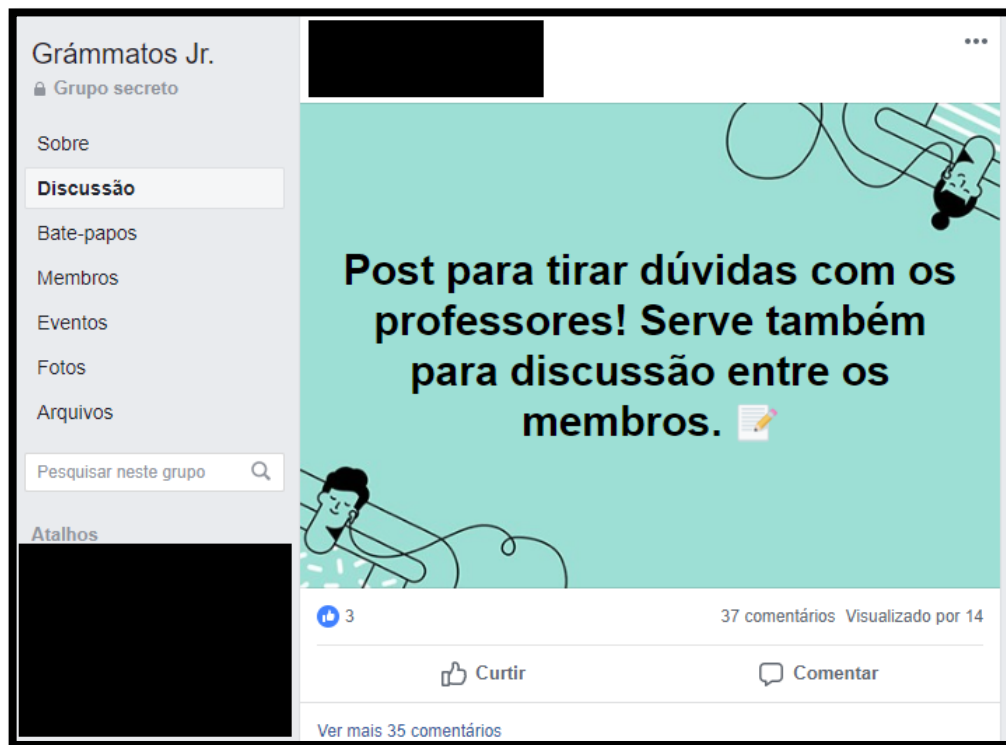 Grámmatos Jr.
Grupo secreto
Sobre
Discussão
Bate-papos
Membros
Eventos
Fotos
Arquivos
Pesquisar neste grupo
Atalhos
Post para tirar dúvidas com os
professores! Serve também
para discussão entre os
membros. 📝
3
37 comentários Visualizado por 14
Curtir
Comentar
Ver mais 35 comentários